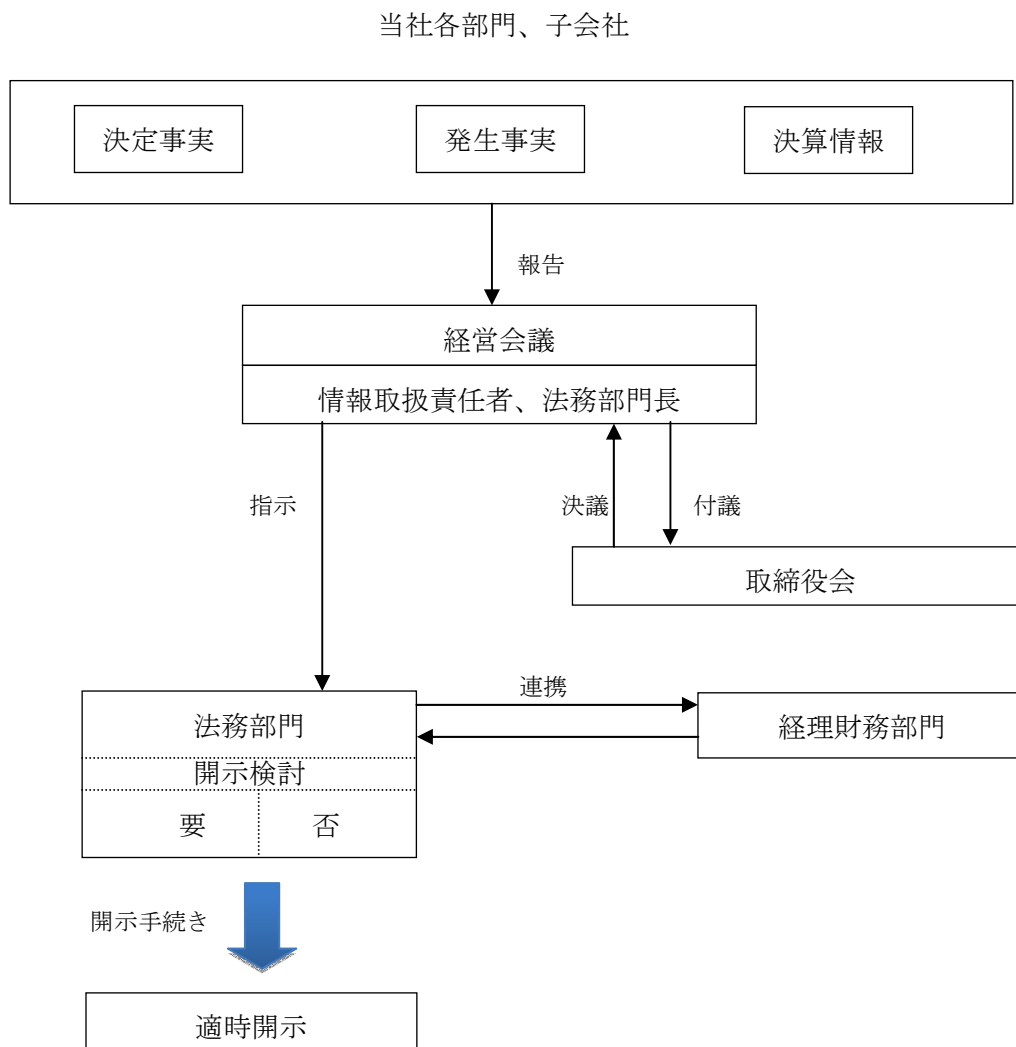 当社各部門、子会社
決定事実
発生事実
決算情報
報告
経営会議
情報取扱責任者、法務部門長
指示
決議
付議
取締役会
連携
法務部門
経理財務部門
開示検討
要
否
開示手続き
適時開示